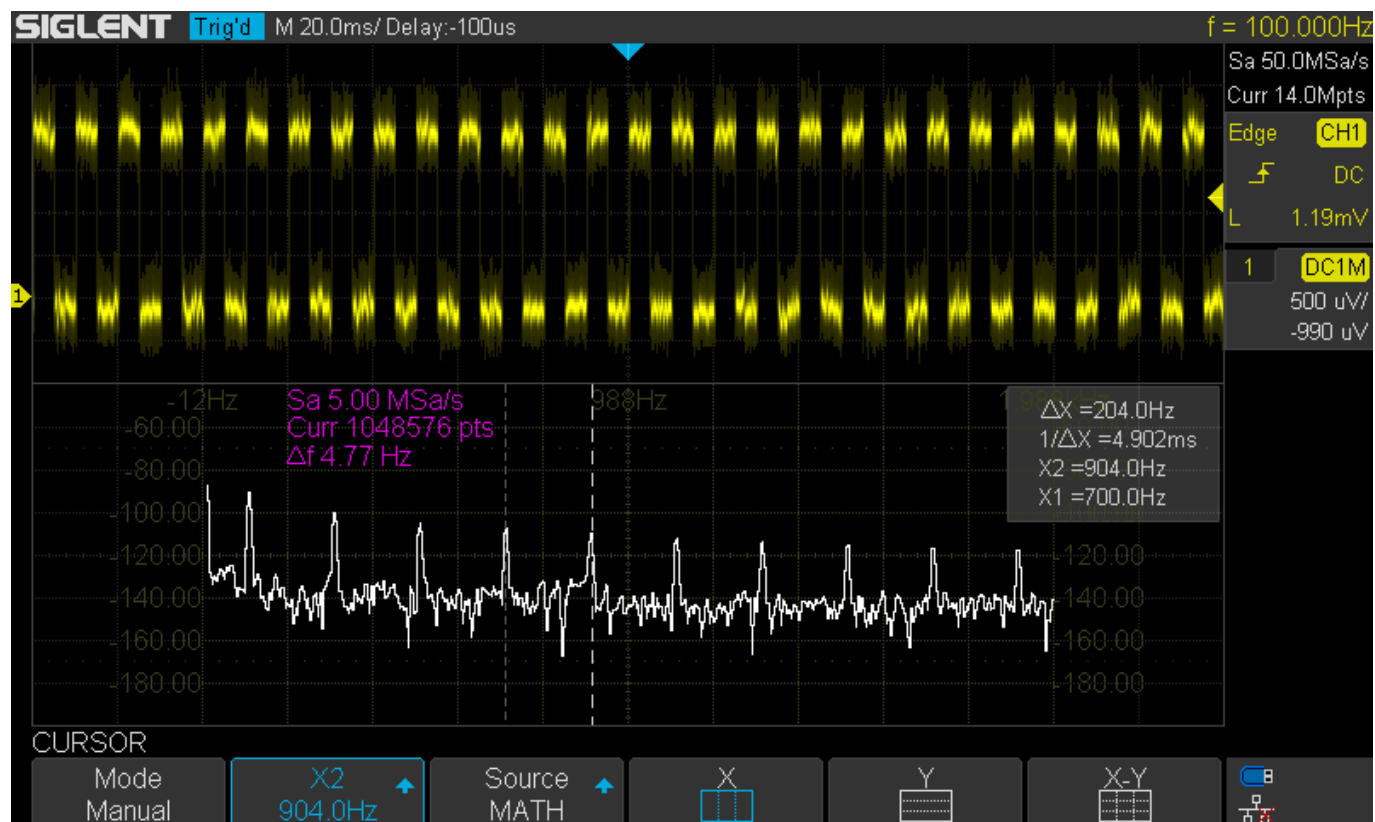 SIGLENT Trig'd M 20.0ms/ Delay:-100us f = 100.000Hz
Sa 50.0MSa/s
Curr 14.0Mpts
Edge CH1
DC
L 1.19mV
1 DC1M
500 uV/
-990 uV
1
-12Hz Sa 5.00 MSa/s 988Hz
-60.00 Curr 1048576 pts
Δf 4.77 Hz
-80.00
-100.00
-120.00 -120.00
-140.00 -140.00
-160.00 -160.00
-180.00 -180.00
ΔX =204.0Hz
1/ΔX =4.902ms
X2 =904.0Hz
X1 =700.0Hz
CURSOR
Mode X2 Source X Y X-Y
Manual 904.0Hz MATH